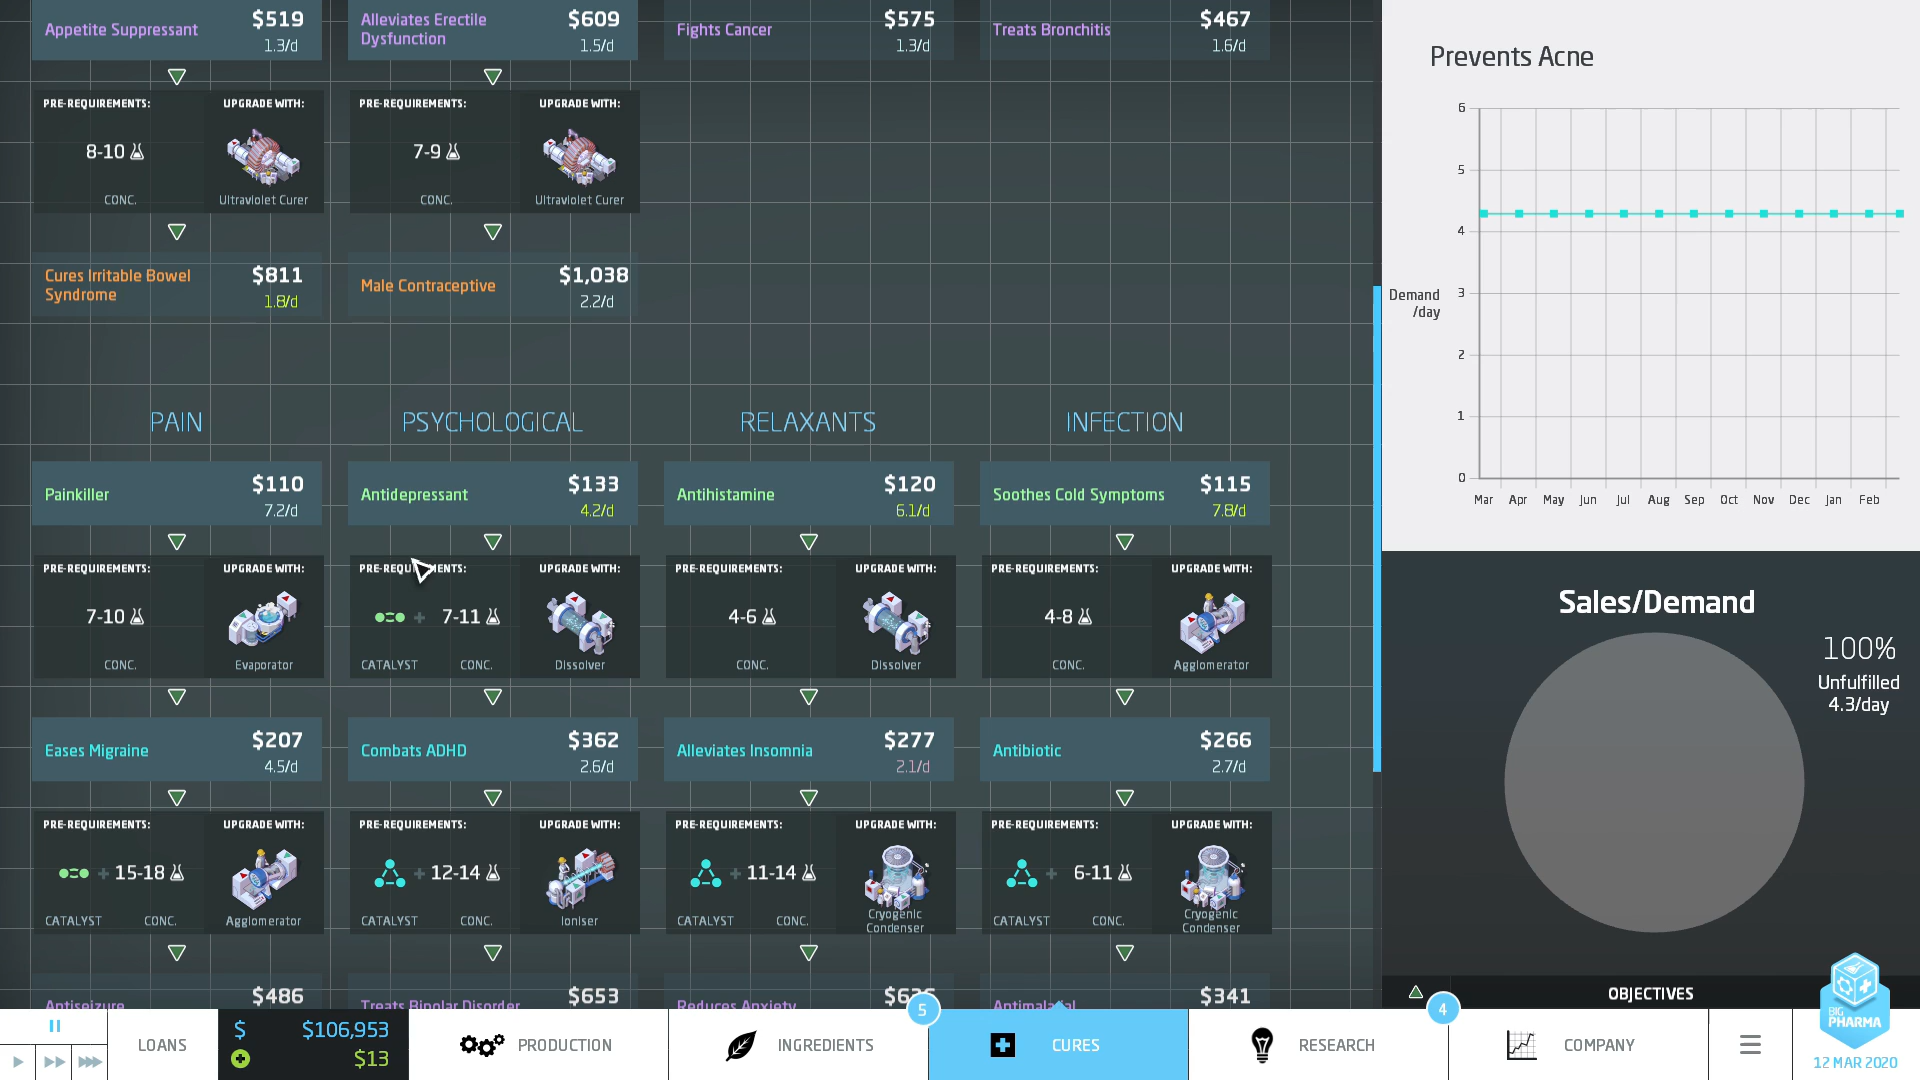 Appetite Suppressant
$519
1.3/d
Alleviates Erectile
Dysfunction
$609
1.5/d
Fights Cancer
$575
1.3/d
Treats Bronchitis
$467
1.6/d
PRE-REQUIREMENTS:
UPGRADE WITH:
8-10
CONC.
Ultraviolet Curer
PRE-REQUIREMENTS:
UPGRADE WITH:
7-9
CONC.
Ultraviolet Curer
Cures Irritable Bowel
Syndrome
$811
1.8/d
Male Contraceptive
$1,038
2.2/d
PAIN
PSYCHOLOGICAL
RELAXANTS
INFECTION
Painkiller
$110
7.2/d
Antidepressant
$133
4.2/d
Antihistamine
$120
6.1/d
Soothes Cold Symptoms
$115
7.8/d
PRE-REQUIREMENTS:
UPGRADE WITH:
7-10
CONC.
Evaporator
PRE-REQUIREMENTS:
UPGRADE WITH:
+ 7-11
CATALYST CONC.
Dissolver
PRE-REQUIREMENTS:
UPGRADE WITH:
4-6
CONC.
Dissolver
PRE-REQUIREMENTS:
UPGRADE WITH:
4-8
CONC.
Agglomerator
Eases Migraine
$207
4.5/d
Combats ADHD
$362
2.6/d
Alleviates Insomnia
$277
2.1/d
Antibiotic
$266
2.7/d
PRE-REQUIREMENTS:
UPGRADE WITH:
+ 15-18
CATALYST CONC.
Agglomerator
PRE-REQUIREMENTS:
UPGRADE WITH:
+ 12-14
CATALYST CONC.
Ioniser
PRE-REQUIREMENTS:
UPGRADE WITH:
+ 11-14
CATALYST CONC.
Cryogenic
Condenser
PRE-REQUIREMENTS:
UPGRADE WITH:
+ 6-11
CATALYST CONC.
Cryogenic
Condenser
Antiseizure
$486
Treats Bipolar Disorder
$653
Reduces Anxiety
Antimalarial
$341
Prevents Acne
6
5
4
3
2
1
0
Demand
/day
Mar Apr May Jun Jul Aug Sep Oct Nov Dec Jan Feb
Sales/Demand
100%
Unfulfilled
4.3/day
OBJECTIVES
LOANS
$ $106,953
$13
PRODUCTION
INGREDIENTS
5
CURES
RESEARCH
4
COMPANY
BIG
PHARMA
12 MAR 2020